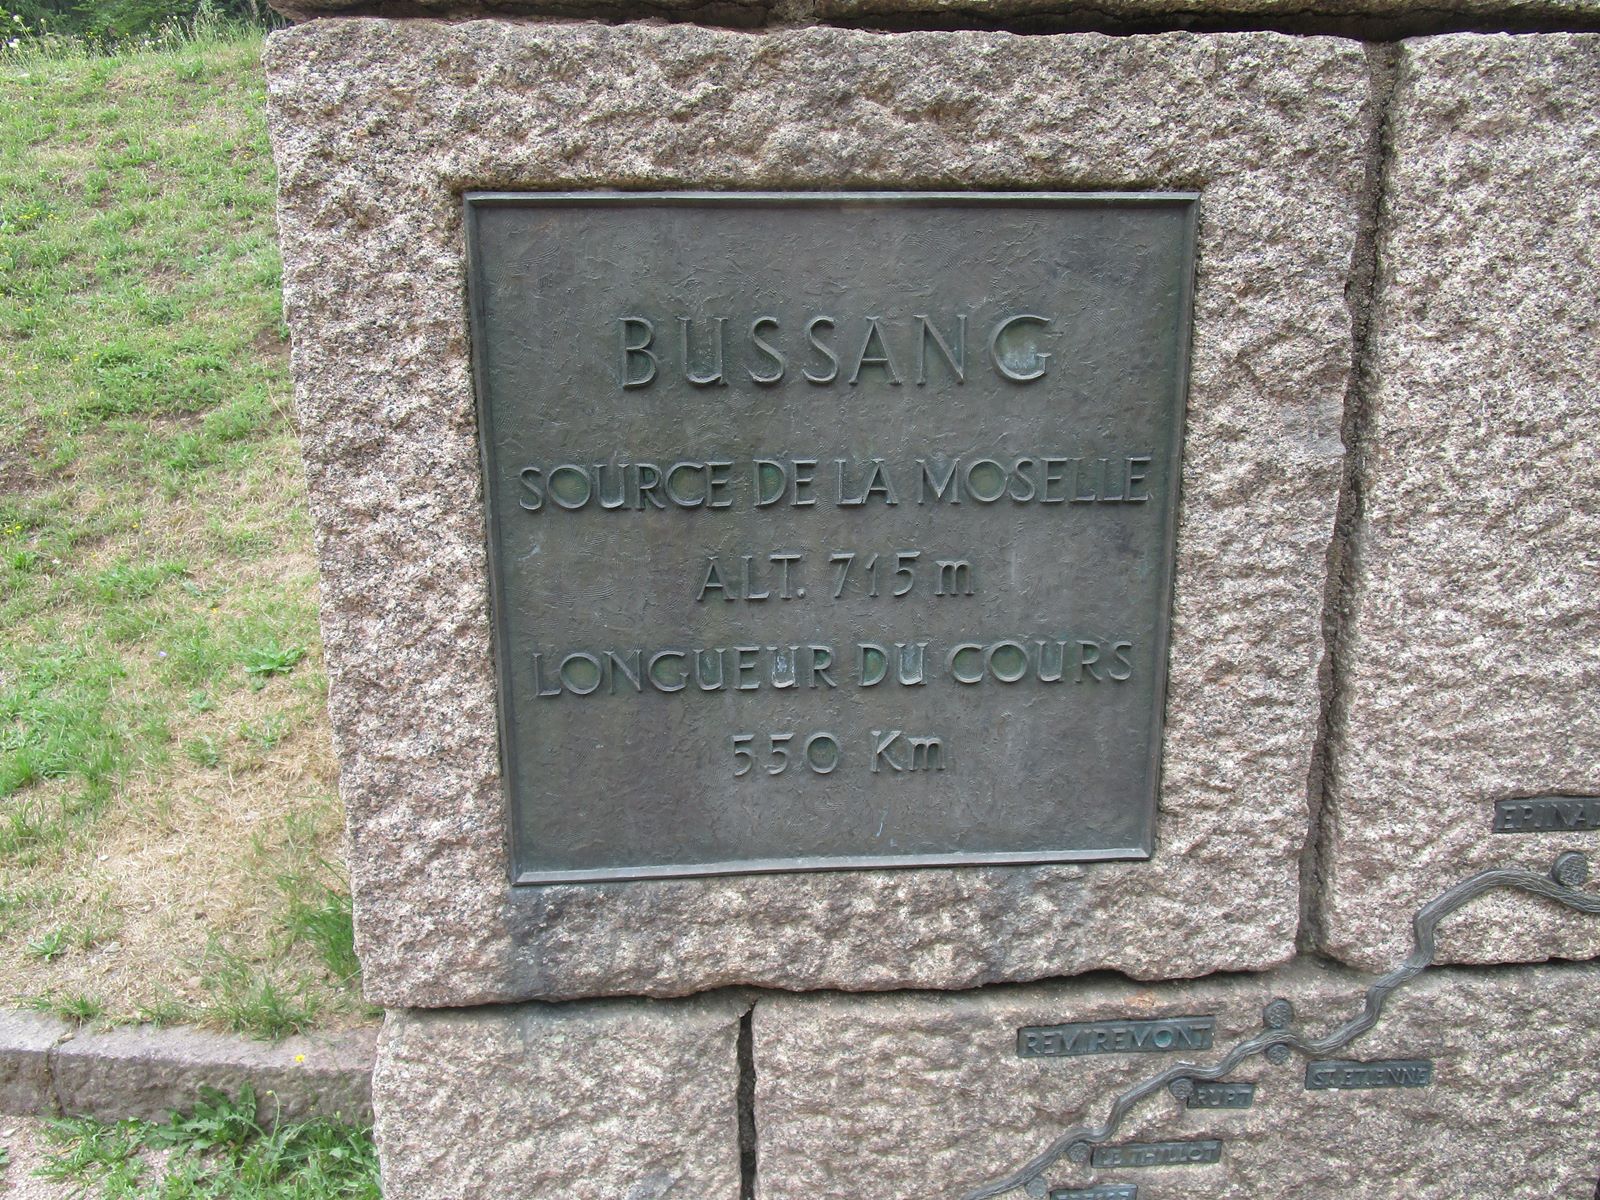 BUSSANG
SOURCE DE LA MOSELLE
ALT. 715 m
LONGUEUR DU COURS
550 Km
EPINAL
REMIREMONT
ST. ETIENNE
RUPT
LE THILLOT